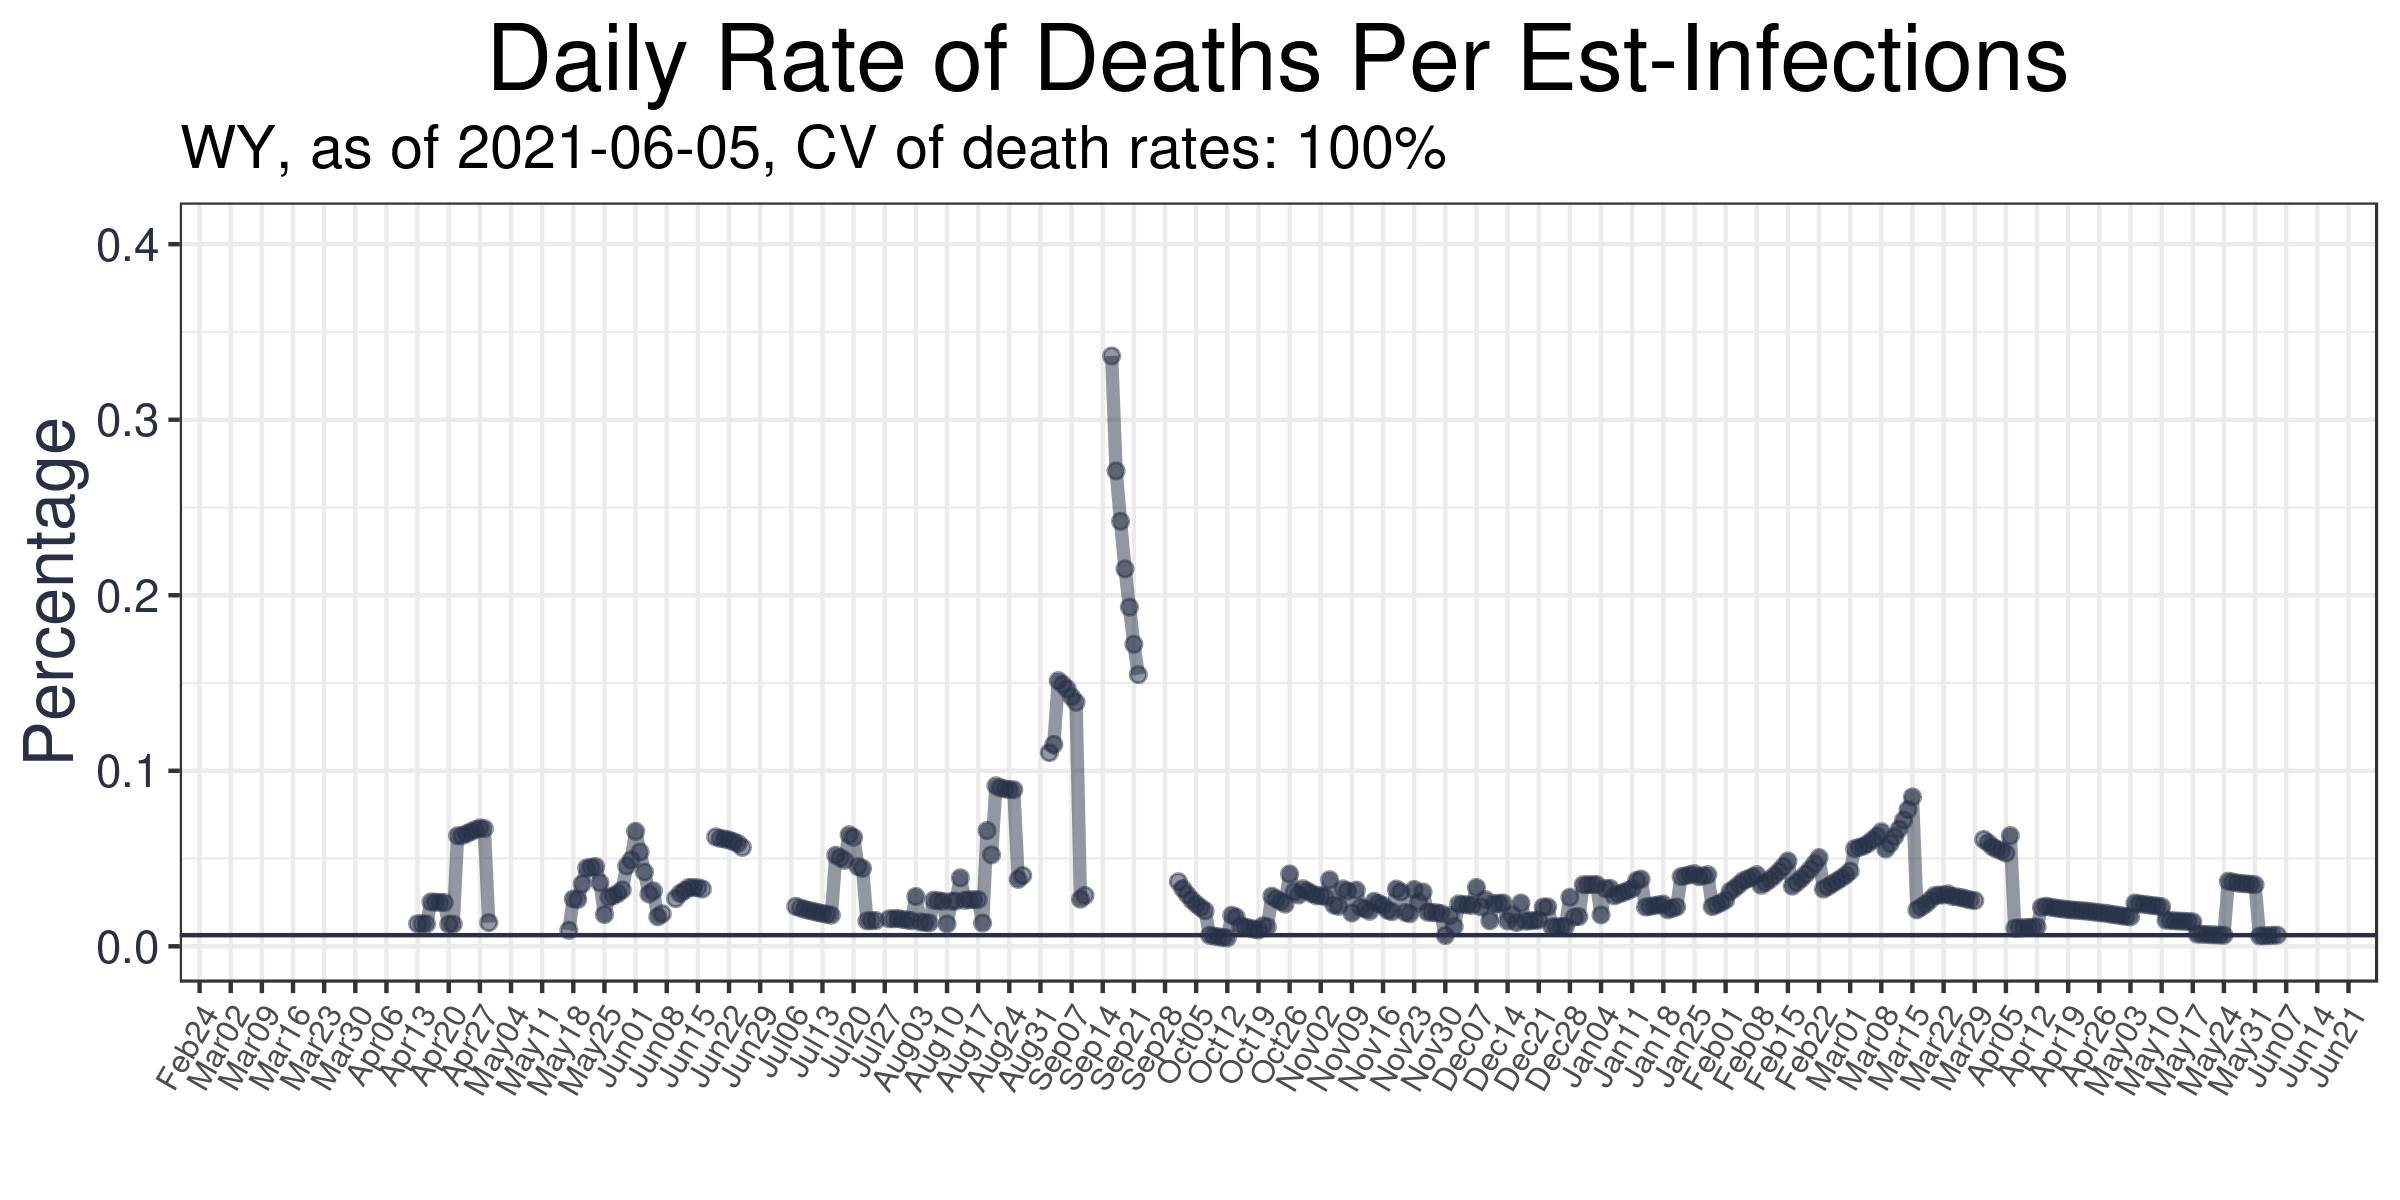 Daily Rate of Deaths Per Est-Infections
WY, as of 2021-06-05, CV of death rates: 100%
Percentage
0.4
0.3
0.2
0.1
0.0
Feb24
Mar02
Mar09
Mar16
Mar23
Mar30
Apr06
Apr13
Apr20
Apr27
May04
May11
May18
May25
Jun01
Jun08
Jun15
Jun22
Jun29
Jul06
Jul13
Jul20
Jul27
Aug03
Aug10
Aug17
Aug24
Aug31
Sep07
Sep14
Sep21
Sep28
Oct05
Oct12
Oct19
Oct26
Nov02
Nov09
Nov16
Nov23
Nov30
Dec07
Dec14
Dec21
Dec28
Jan04
Jan11
Jan18
Jan25
Feb01
Feb08
Feb15
Feb22
Mar01
Mar08
Mar15
Mar22
Mar29
Apr05
Apr12
Apr19
Apr26
May03
May10
May17
May24
May31
Jun07
Jun14
Jun21